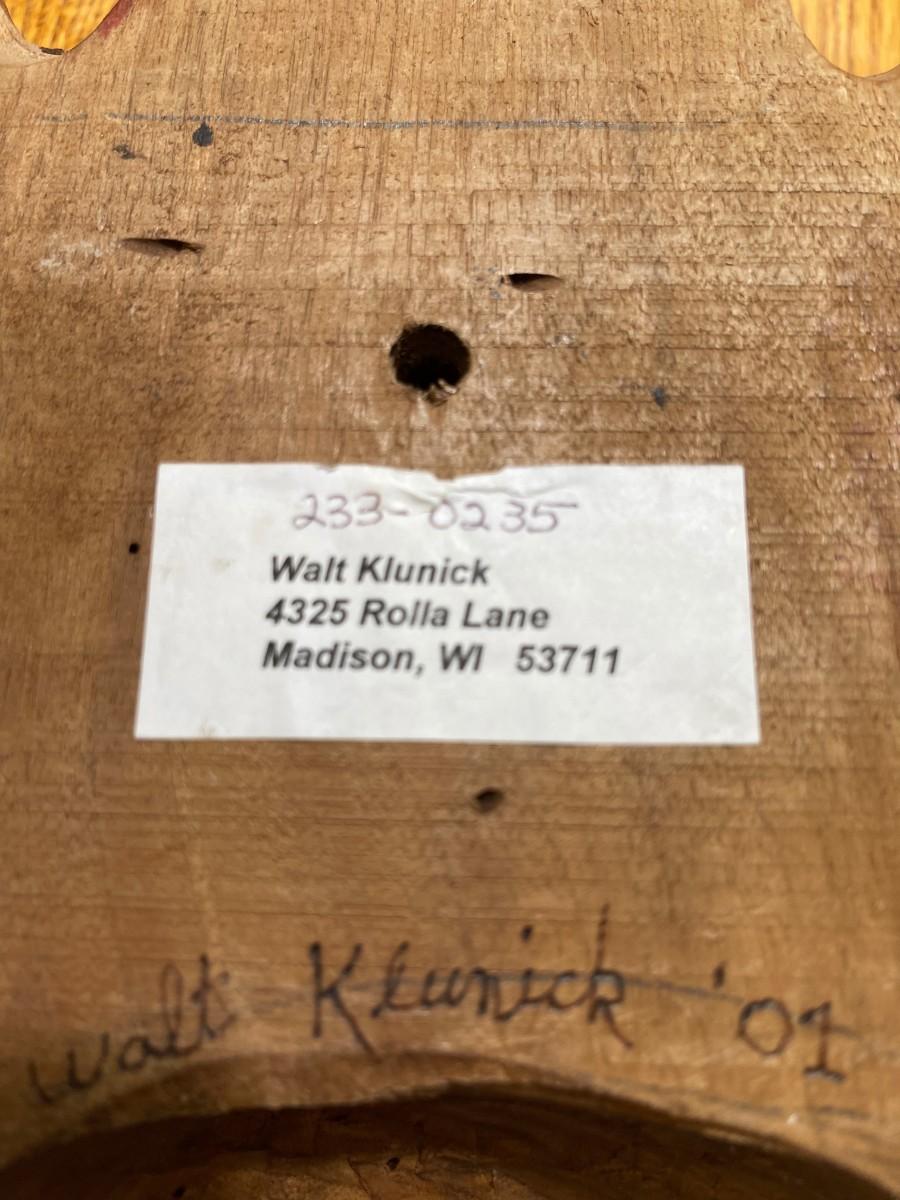 233-0235
Walt Klunick
4325 Rolla Lane
Madison, WI 53711
Walt Klunick '01